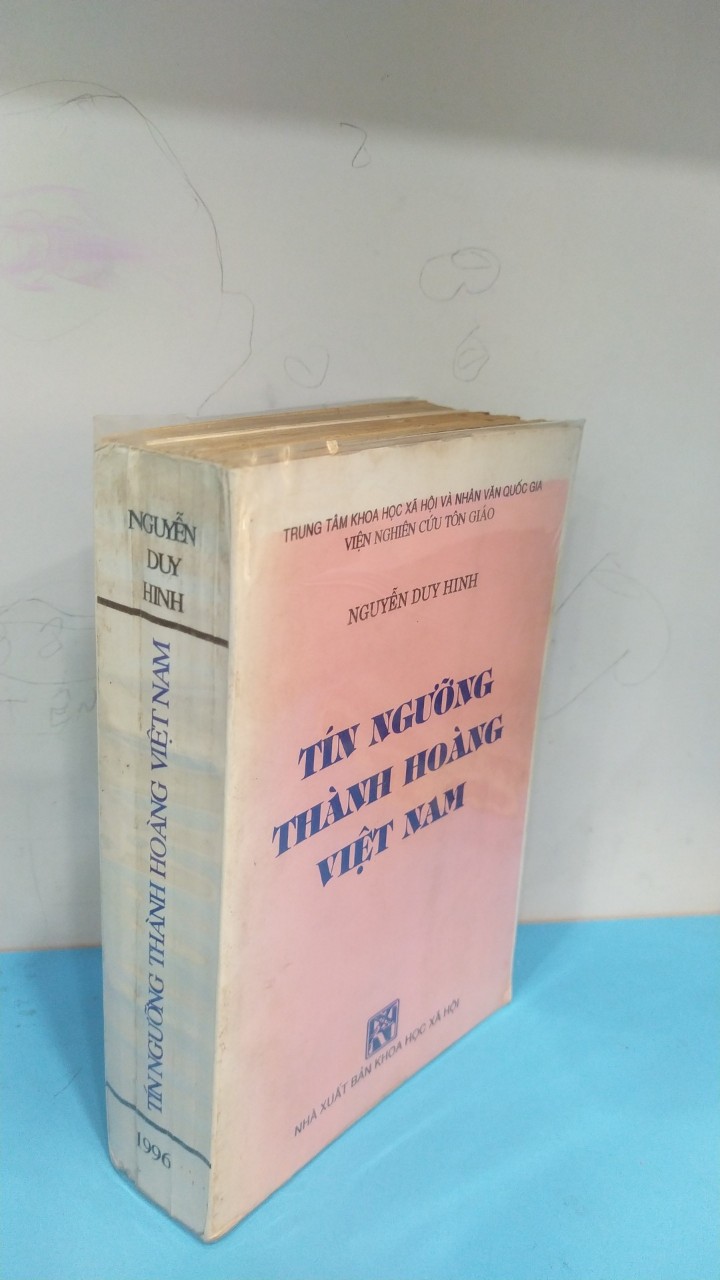 NGUYỄN
DUY
HINH
TÍN NGƯỠNG THÀNH HOÀNG VIỆT NAM
1996
TRUNG TÂM KHOA HỌC XÃ HỘI VÀ NHÂN VĂN QUỐC GIA
VIỆN NGHIÊN CỨU TÔN GIÁO
NGUYỄN DUY HINH
TÍN NGƯỠNG
THÀNH HOÀNG
VIỆT NAM
NHÀ XUẤT BẢN KHOA HỌC XÃ HỘI